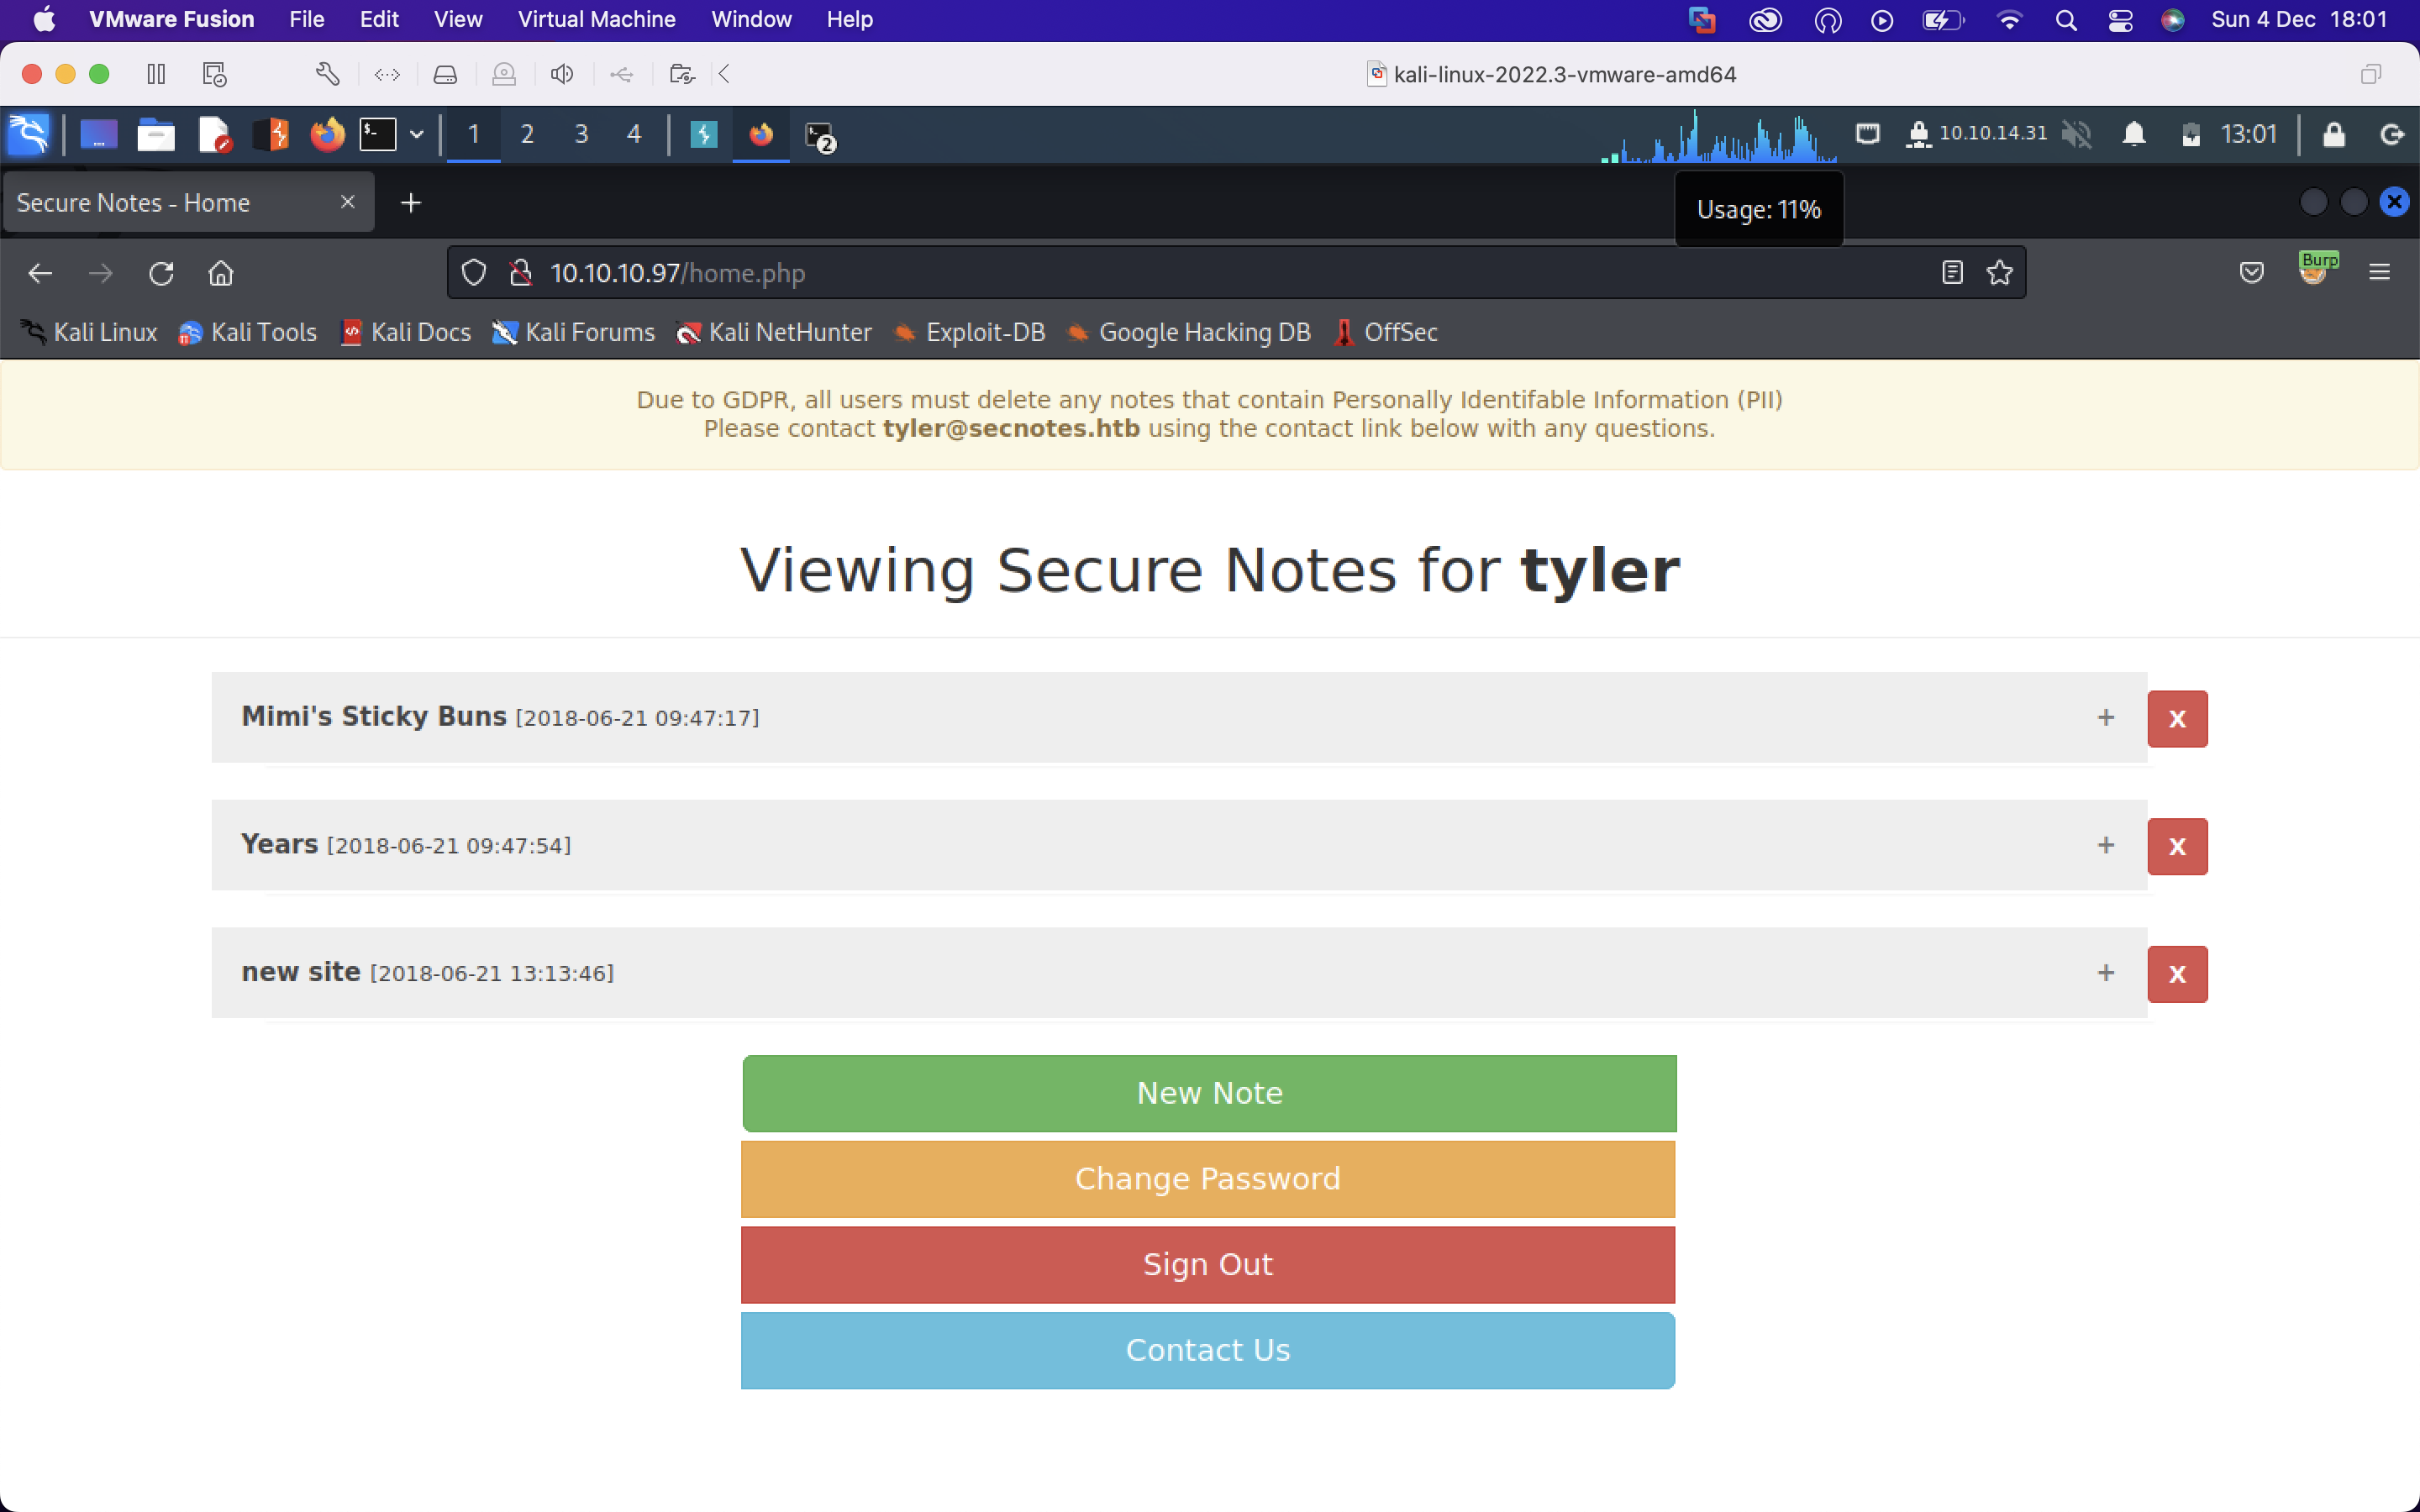 VMware Fusion File Edit View Virtual Machine Window Help Sun 4 Dec 18:01
kali-linux-2022.3-vmware-amd64
$- 1 2 3 4 $- 2 10.10.14.31 13:01
Secure Notes - Home
Usage: 11%
10.10.10.97/home.php
Burp
Kali Linux Kali Tools Kali Docs Kali Forums Kali NetHunter Exploit-DB Google Hacking DB OffSec
Due to GDPR, all users must delete any notes that contain Personally Identifable Information (PII)
Please contact tyler@secnotes.htb using the contact link below with any questions.
Viewing Secure Notes for tyler
Mimi's Sticky Buns [2018-06-21 09:47:17] + x
Years [2018-06-21 09:47:54] + x
new site [2018-06-21 13:13:46] + x
New Note
Change Password
Sign Out
Contact Us